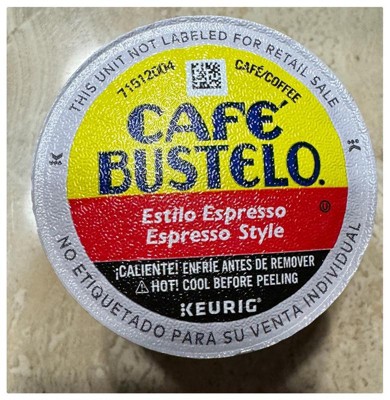 THIS UNIT NOT LABELED FOR RETAIL SALE
71512004
CAFÉ/COFFEE
CAFÉ
BUSTELO.
Estilo Espresso
Espresso Style
U
¡CALIENTE! ENFRÍE ANTES DE REMOVER
⚠HOT! COOL BEFORE PEELING
KEURIG®
NO ETIQUETADO PARA SU VENTA INDIVIDUAL